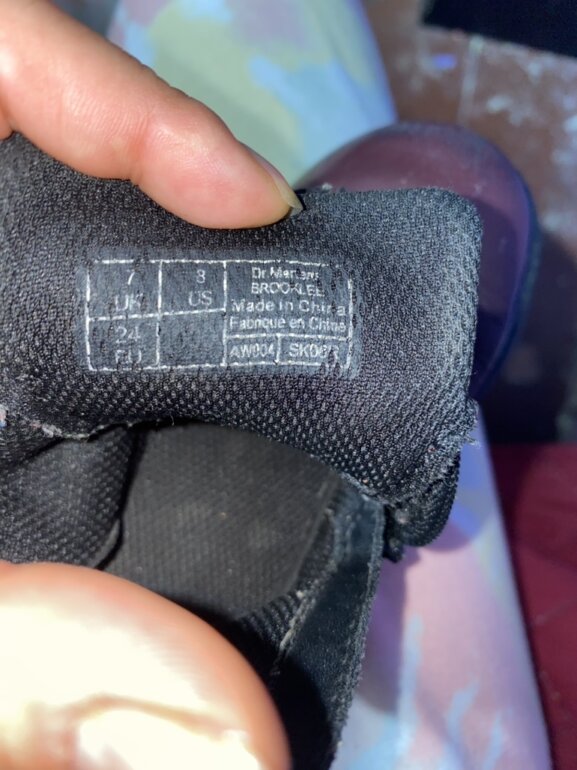 7 UK
8 US
24 EU
Dr.Martens
BROOKLEE
Made in China
Fabriqué en Chine
AW004